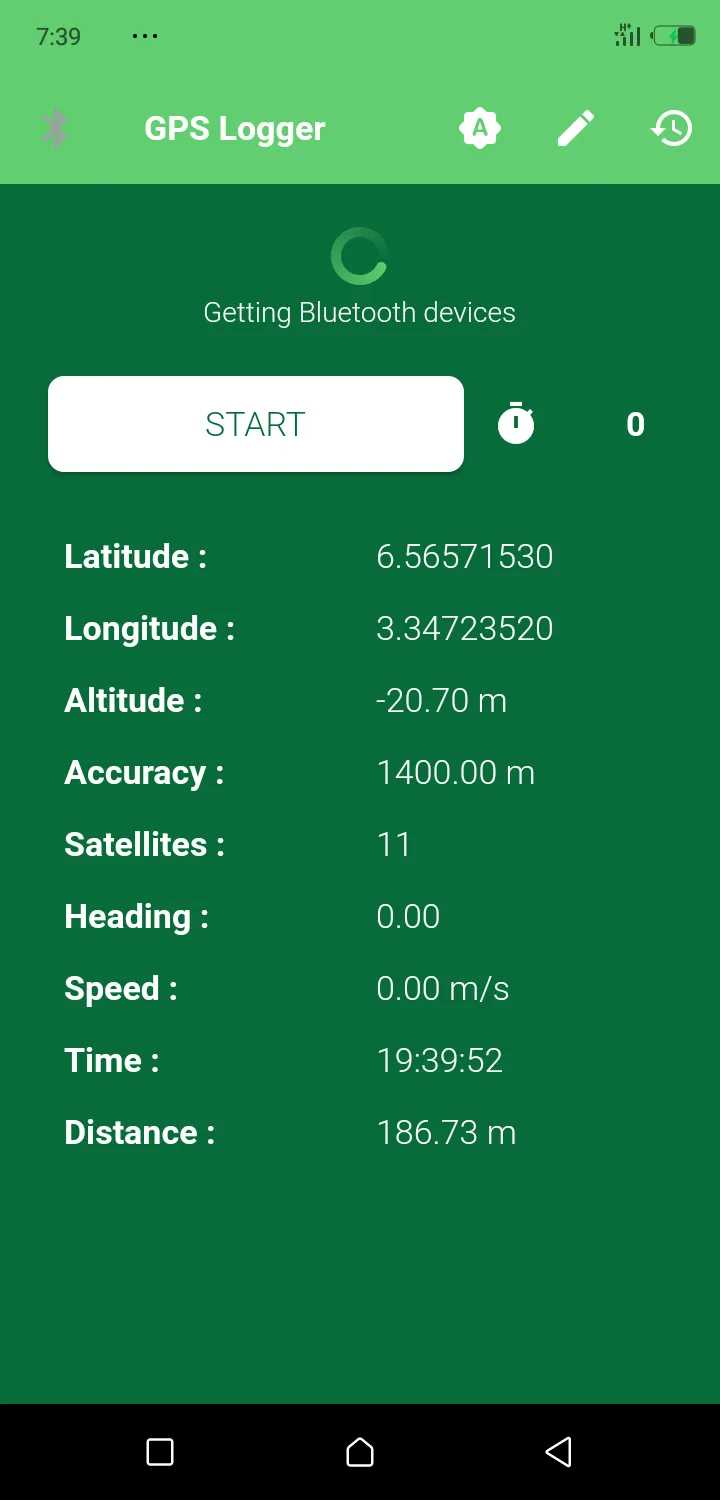 7:39 ...
H+
GPS Logger A
Getting Bluetooth devices
START 0
Latitude : 6.56571530
Longitude : 3.34723520
Altitude : -20.70 m
Accuracy : 1400.00 m
Satellites : 11
Heading : 0.00
Speed : 0.00 m/s
Time : 19:39:52
Distance : 186.73 m